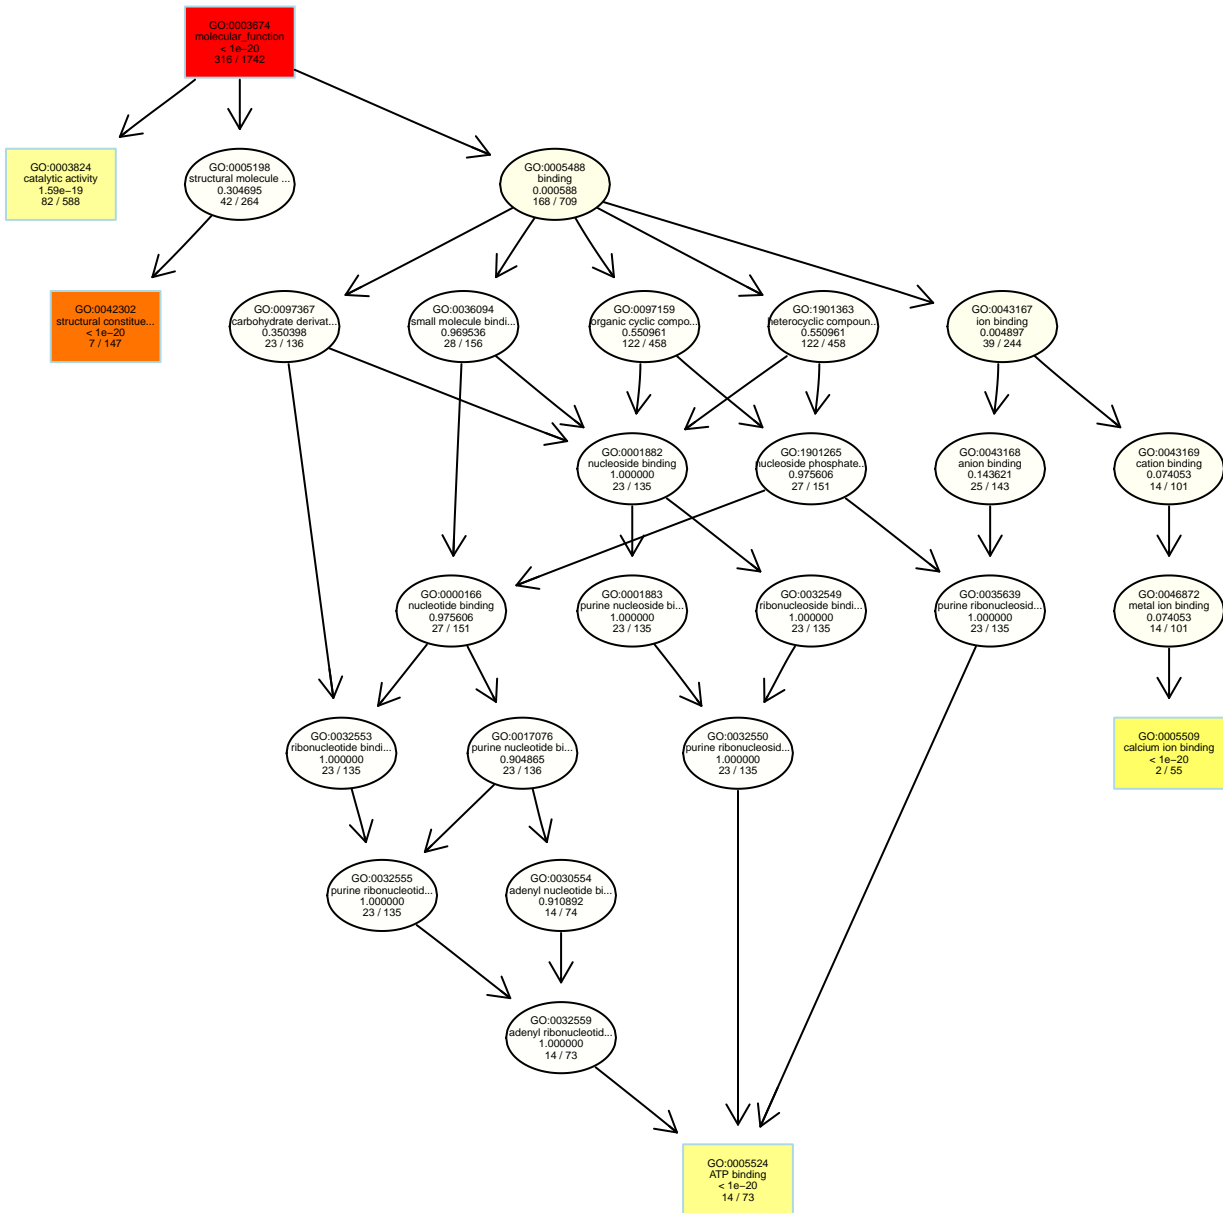 GO:0003674
molecular_function
< 1e−20
316 / 1742
GO:0003824
catalytic activity
1.59e−19
82 / 588
GO:0005198
structural molecule ...
0.304695
42 / 264
GO:0005488
binding
0.000588
168 / 709
GO:0042302
structural constitue...
< 1e−20
7 / 147
GO:0097367
carbohydrate derivat...
0.350398
23 / 136
GO:0036094
small molecule bindi...
0.969536
28 / 156
GO:0097159
organic cyclic compo...
0.550961
122 / 458
GO:1901363
heterocyclic compoun...
0.550961
122 / 458
GO:0043167
ion binding
0.004897
39 / 244
GO:0001882
nucleoside binding
1.000000
23 / 135
GO:1901265
nucleoside phosphate...
0.975606
27 / 151
GO:0043168
anion binding
0.143621
25 / 143
GO:0043169
cation binding
0.074053
14 / 101
GO:0000166
nucleotide binding
0.975606
27 / 151
GO:0001883
purine nucleoside bi...
1.000000
23 / 135
GO:0032549
ribonucleoside bindi...
1.000000
23 / 135
GO:0035639
purine ribonucleosid...
1.000000
23 / 135
GO:0046872
metal ion binding
0.074053
14 / 101
GO:0032553
ribonucleotide bindi...
1.000000
23 / 135
GO:0017076
purine nucleotide bi...
0.904865
23 / 136
GO:0032550
purine ribonucleosid...
1.000000
23 / 135
GO:0005509
calcium ion binding
< 1e−20
2 / 55
GO:0032555
purine ribonucleotid...
1.000000
23 / 135
GO:0030554
adenyl nucleotide bi...
0.910892
14 / 74
GO:0032559
adenyl ribonucleotid...
1.000000
14 / 73
GO:0005524
ATP binding
< 1e−20
14 / 73